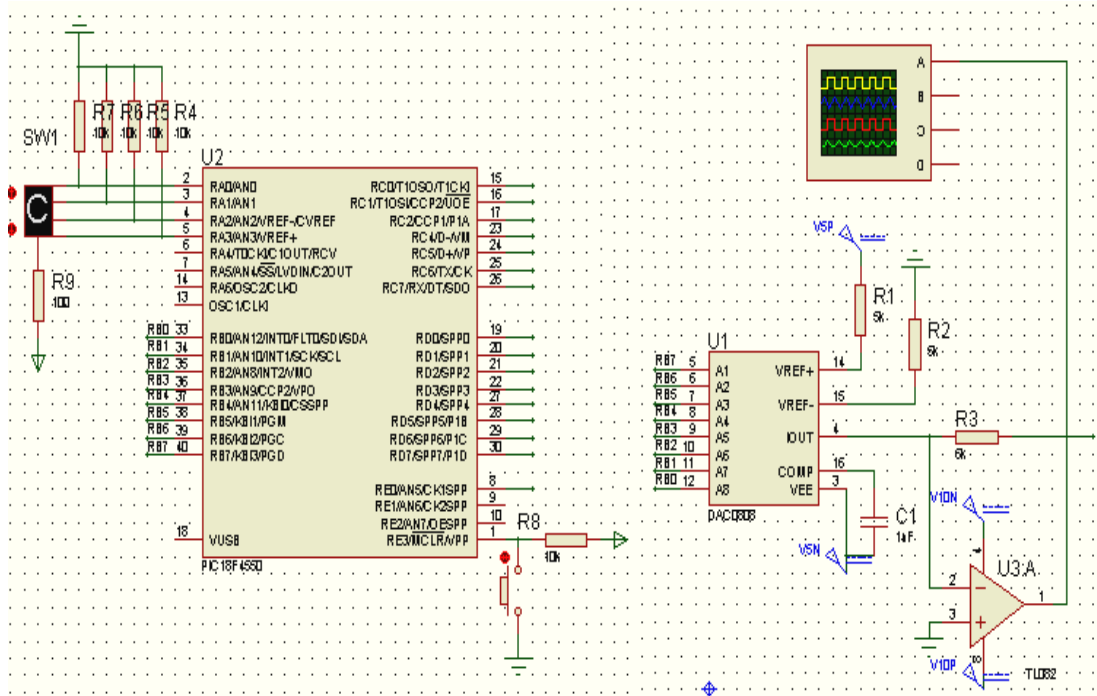 SW1
R7
10k
R6
10k
R5
10k
R4
10k
U2
C
R9
100
2
RA0/AN0
3
RA1/AN1
4
RA2/AN2/VREF-/CVREF
5
RA3/AN3/VREF+
6
RA4/T0CKI/C1OUT/RCV
7
RA5/AN4/SS/LVDIN/C2OUT
14
RA6/OSC2/CLKO
13
OSC1/CLKI
RB0 33
RB0/AN12/INT0/FLT0/SDI/SDA
RB1 34
RB1/AN10/INT1/SCK/SCL
RB2 35
RB2/AN8/INT2/VMO
RB3 36
RB3/AN9/CCP2/VPO
RB4 37
RB4/AN11/KBI0/CSSPP
RB5 38
RB5/KBI1/PGM
RB6 39
RB6/KBI2/PGC
RB7 40
RB7/KBI3/PGD
18
VUSB
RC0/T1OSO/T1CKI
15
RC1/T1OSI/CCP2/UOE
16
RC2/CCP1/P1A
17
RC4/D-/VM
23
RC5/D+/VP
24
RC6/TX/CK
25
RC7/RX/DT/SDO
26
RD0/SPP0
19
RD1/SPP1
20
RD2/SPP2
21
RD3/SPP3
22
RD4/SPP4
27
RD5/SPP5/P1B
28
RD6/SPP6/P1C
29
RD7/SPP7/P1D
30
RE0/AN5/CK1SPP
8
RE1/AN6/CK2SPP
9
RE2/AN7/OESPP
10
RE3/MCLR/VPP
1
PIC18F4550
R8
10k
A
B
C
D
V5P
R1
5k
R2
5k
U1
RB7 5
A1
RB6 6
A2
RB5 7
A3
RB4 8
A4
RB3 9
A5
RB2 10
A6
RB1 11
A7
RB0 12
A8
VREF+
14
VREF-
15
IOUT
4
COMP
16
VEE
3
DAC0808
R3
C1
V5N
V10N
4
U3:A
2
3
1
8
V10P
TL082